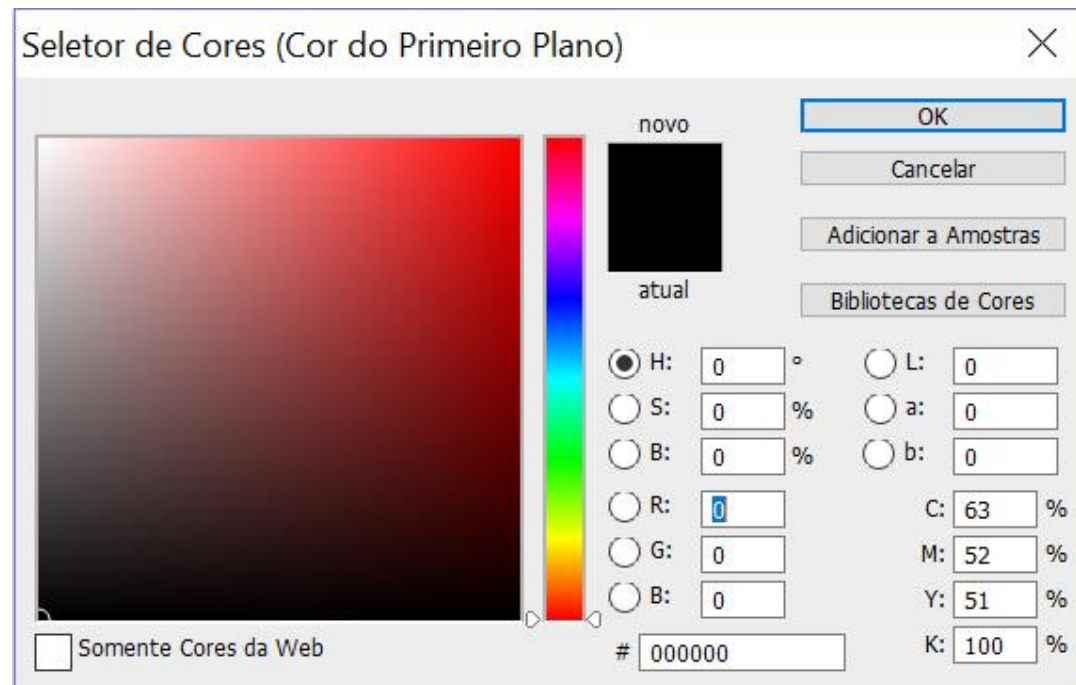 Seletor de Cores (Cor do Primeiro Plano)
novo
atual
OK
Cancelar
Adicionar a Amostras
Bibliotecas de Cores
H: 0 °
S: 0 %
B: 0 %
R: 0
G: 0
B: 0
# 000000
L: 0
a: 0
b: 0
C: 63 %
M: 52 %
Y: 51 %
K: 100 %
Somente Cores da Web